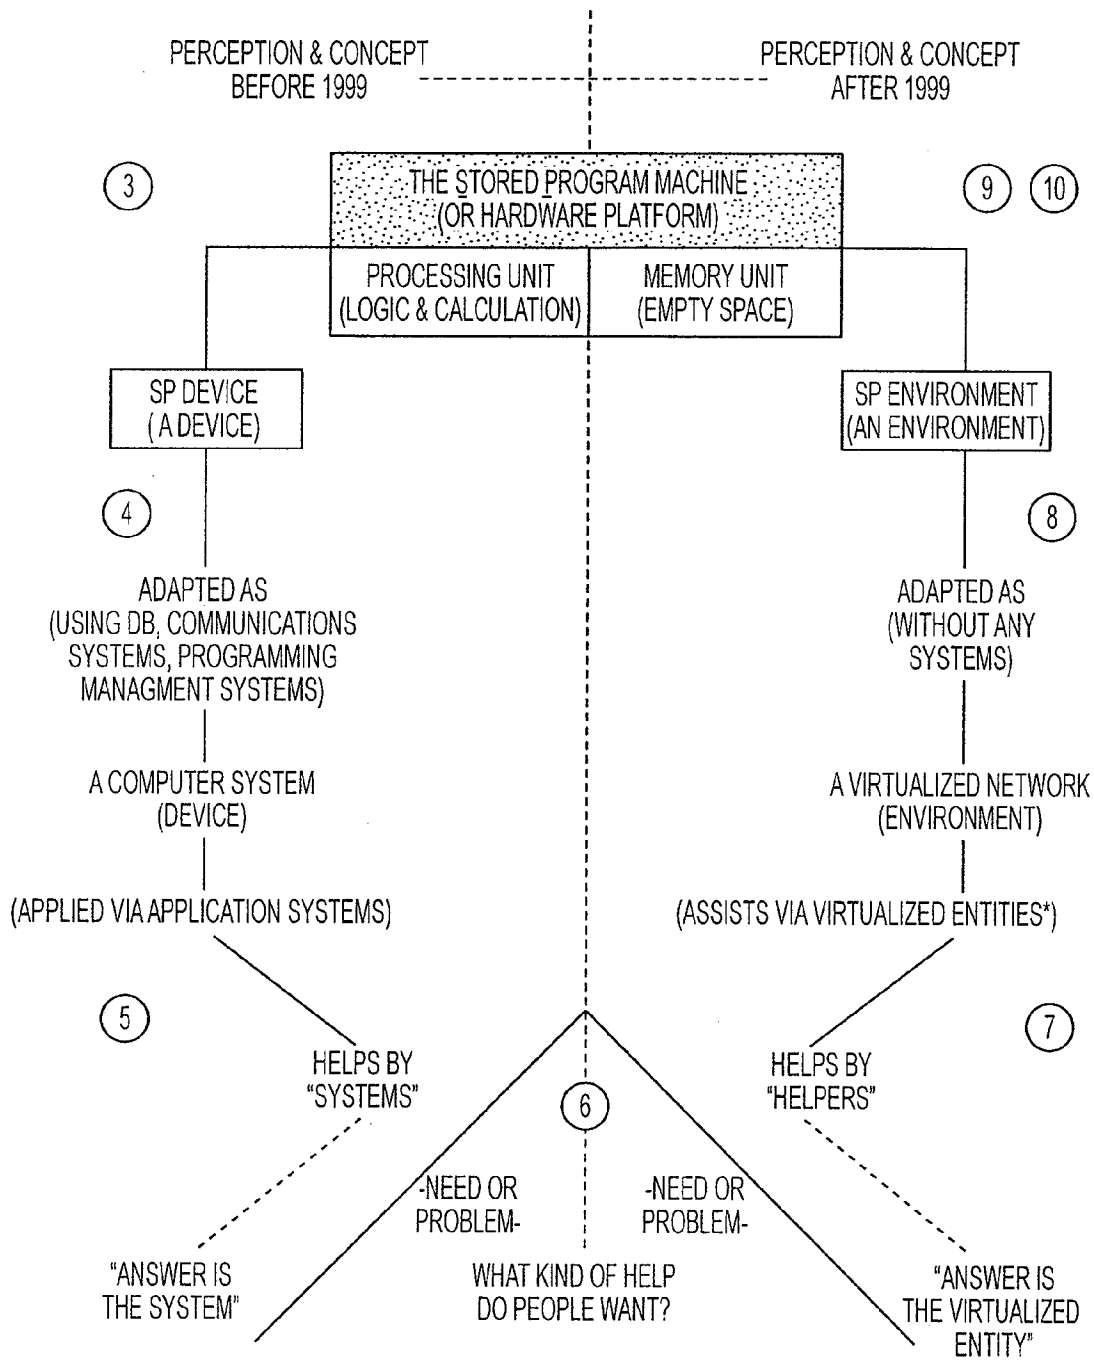 PERCEPTION & CONCEPT
BEFORE 1999
PERCEPTION & CONCEPT
AFTER 1999
3
THE STORED PROGRAM MACHINE
(OR HARDWARE PLATFORM)
9
10
PROCESSING UNIT
(LOGIC & CALCULATION)
MEMORY UNIT
(EMPTY SPACE)
SP DEVICE
( A DEVICE)
SP ENVIRONMENT
(AN ENVIRONMENT)
4
8
ADAPTED AS
(USING DB, COMMUNICATIONS
SYSTEMS, PROGRAMMING
MANAGMENT SYSTEMS)
ADAPTED AS
(WITHOUT ANY
SYSTEMS)
A COMPUTER SYSTEM
(DEVICE)
A VIRTUALIZED NETWORK
(ENVIRONMENT)
(APPLIED VIA APPLICATION SYSTEMS)
(ASSISTS VIA VIRTUALIZED ENTITIES*)
5
7
HELPS BY
"SYSTEMS"
HELPS BY
"HELPERS"
6
-NEED OR
PROBLEM-
-NEED OR
PROBLEM-
"ANSWER IS
THE SYSTEM"
WHAT KIND OF HELP
DO PEOPLE WANT?
"ANSWER IS
THE VIRTUALIZED
ENTITY"